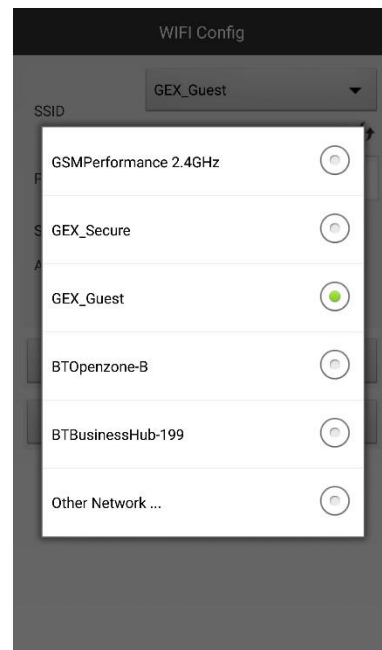 WIFI Config
GEX_Guest
SSID
GSMPerformance 2.4GHz
GEX_Secure
GEX_Guest
BTOpenzone-B
BTBusinessHub-199
Other Network ...